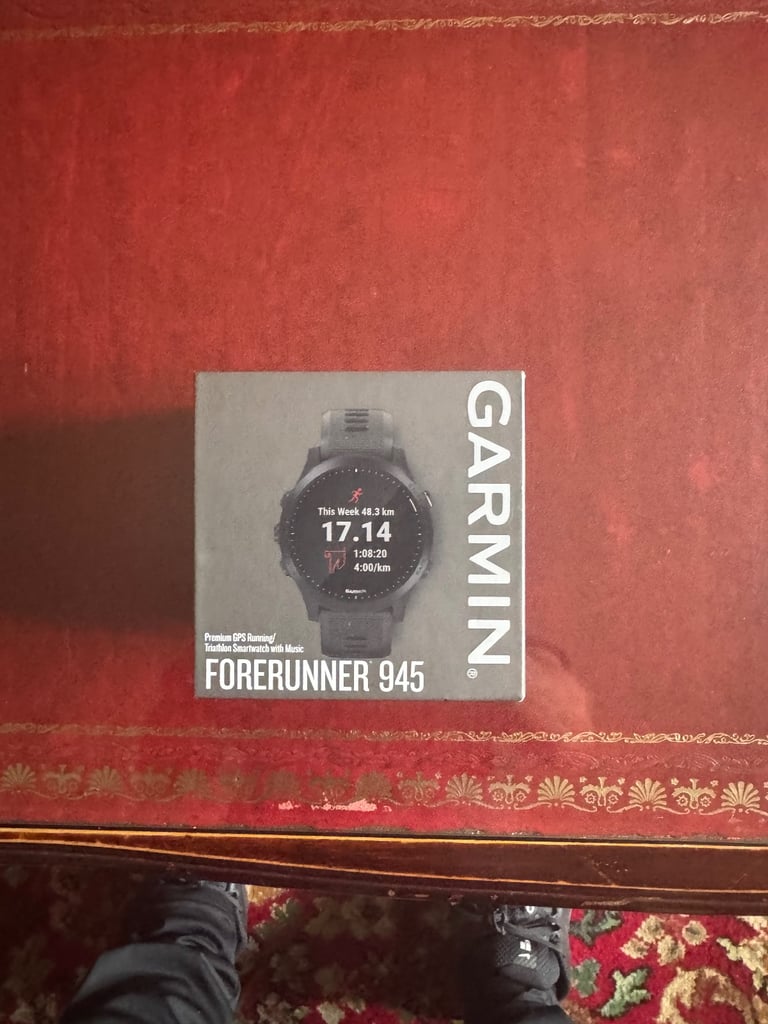 This Week 48.3 km
17.14
1:08:20
4:00/km
GARMIN
Premium GPS Running/
Triathlon Smartwatch with Music
FORERUNNER™ 945
GARMIN®